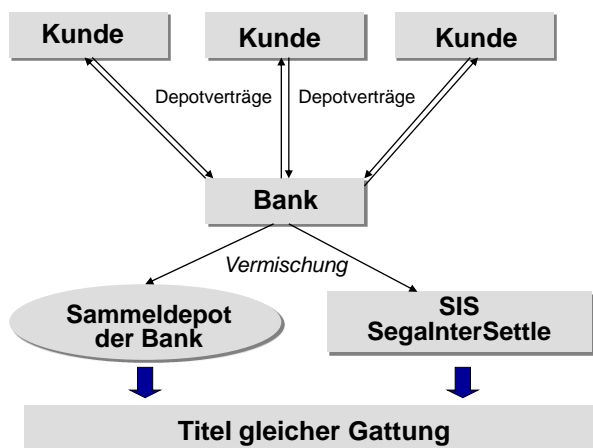 Kunde
Kunde
Kunde
Depotverträge
Depotverträge
Bank
Vermischung
Sammeldepot
der Bank
SIS
SegaInterSettle
Titel gleicher Gattung